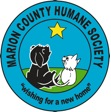 MARION COUNTY HUMANE SOCIETY
"wishing for a new home"